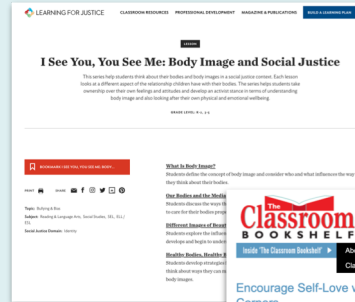 LEARNING FOR JUSTICE
CLASSROOM RESOURCES PROFESSIONAL DEVELOPMENT MAGAZINE & PUBLICATIONS BUILD A LEARNING PLAN
LESSON
I See You, You See Me: Body Image and Social Justice
This series help students think about their bodies and body images in a social justice context. Each lesson
looks at a different aspect of the relationship children have with their bodies. The series helps students take
ownership over their own feelings and attitudes and develop an activist stance in terms of understanding
body image and also looking after their own physical and emotional wellbeing.
GRADE LEVEL
BOOKMARK I SEE YOU, YOU SEE ME: BODY...
PRINT SHARE
Topic: Bullying & Bias
Subject: Reading & Language Arts, Social Studies, SEL, ELL /
ESL
Social Justice Domain: Identity
What Is Body Image?
Students define the concept of body image and consider who and what influences the way
they think about their bodies.
Our Bodies and the Media
Students discuss the ways th
to care for their bodies prope
Different Images of Beaut
Students explore the influen
develop and begin to unders
Healthy Bodies, Healthy B
Students develop strategies
think about ways they can m
body images.
The
Classroom
BOOKSHELF
Inside 'The Classroom Bookshelf' Abo
Cla
Encourage Self-Love w